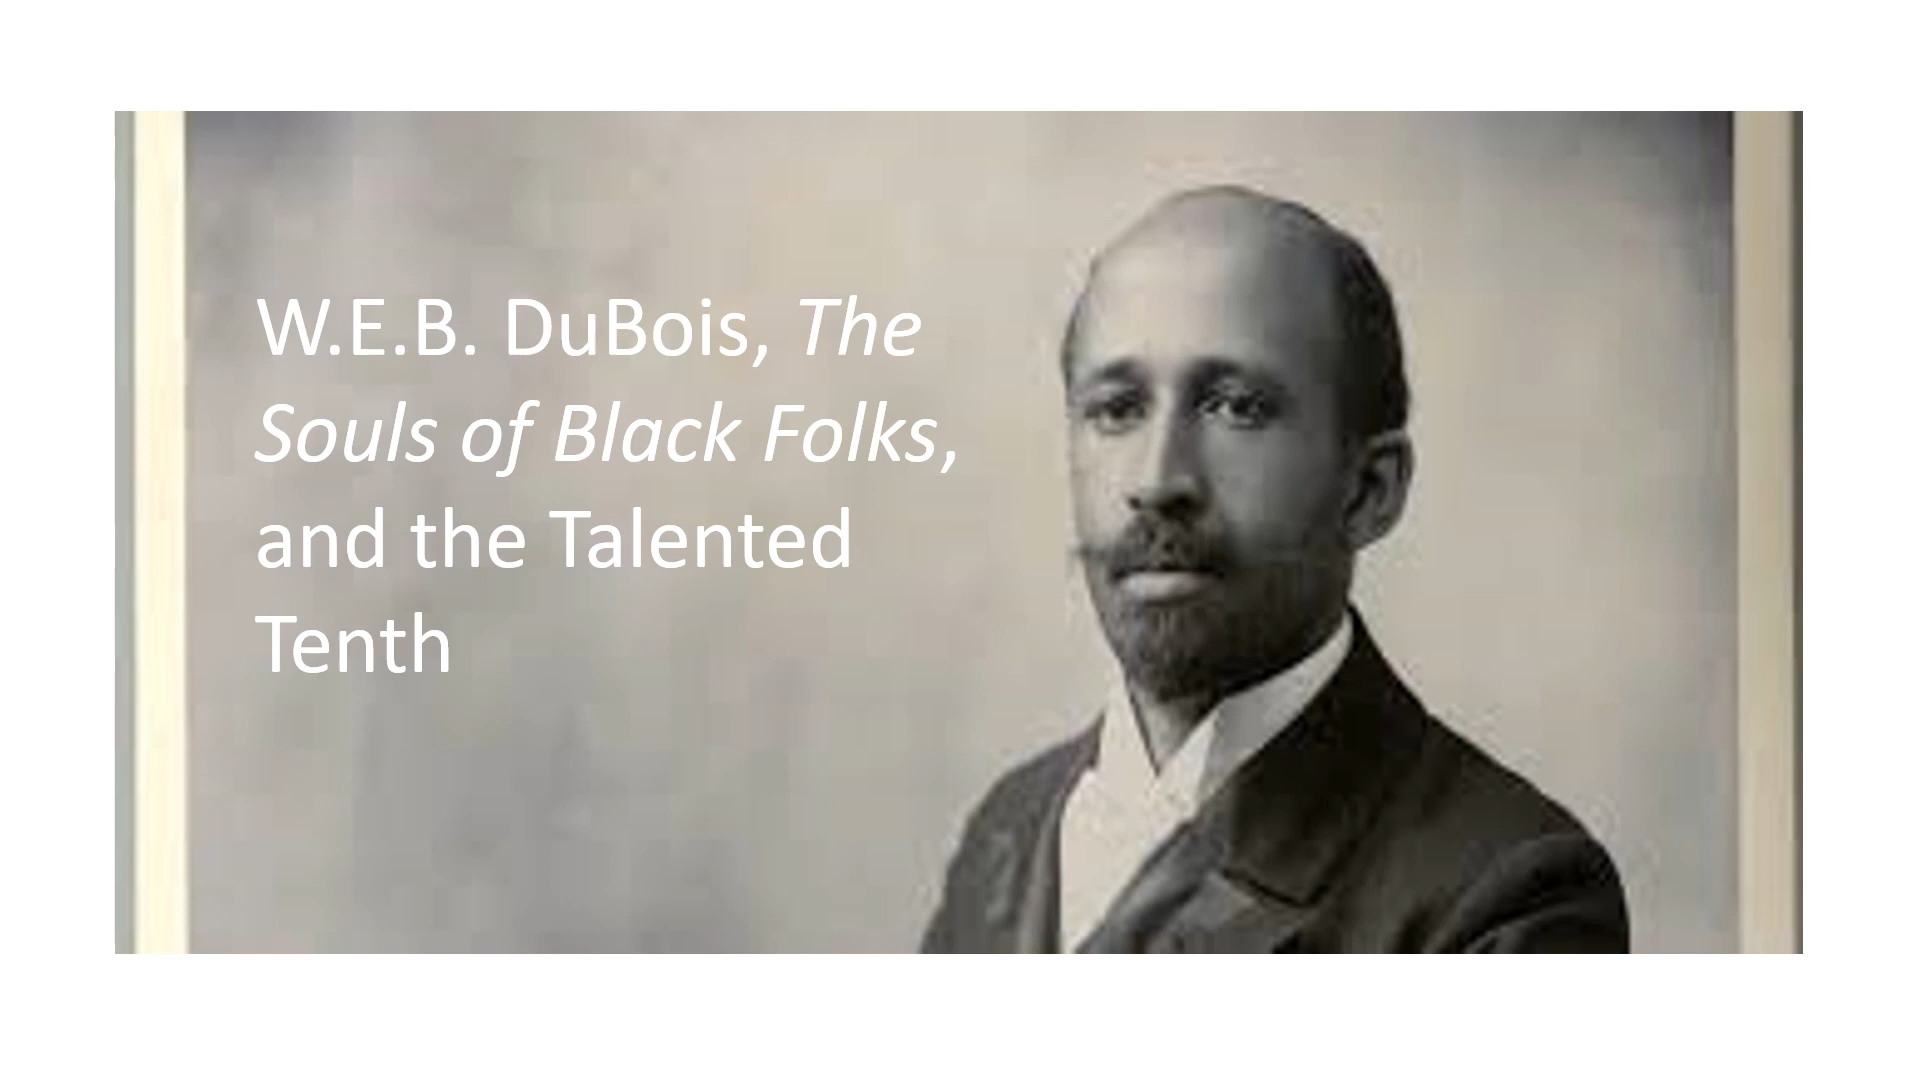 W.E.B. DuBois, The
Souls of Black Folks,
and the Talented
Tenth